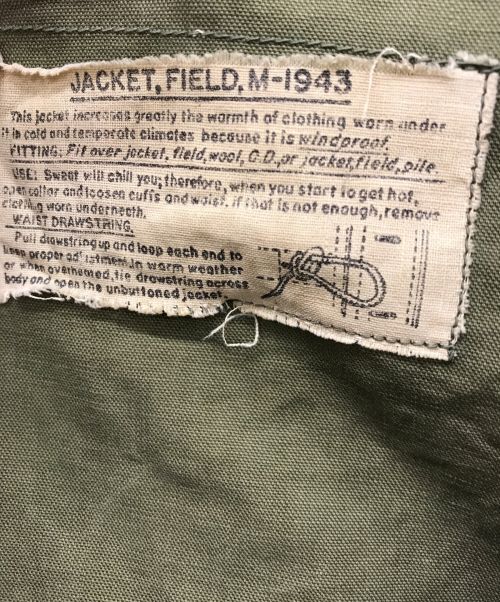 JACKET, FIELD, M-1943
This jacket increases greatly the warmth of clothing worn under
it in cold and temperate climates because it is windproof.
FITTING: Fit over jacket, field, wool, O.D., or jacket, field, pile.
USE: Sweat will chill you; therefore, when you start to get hot,
open collar and loosen cuffs and waist. if that is not enough, remove
clothing worn underneath.
WAIST DRAWSTRING.
Pull drawstring up and loop each end to
keep proper adjustment. in warm weather
or when overheated, tie drawstring across
body and open the unbuttoned jacket.